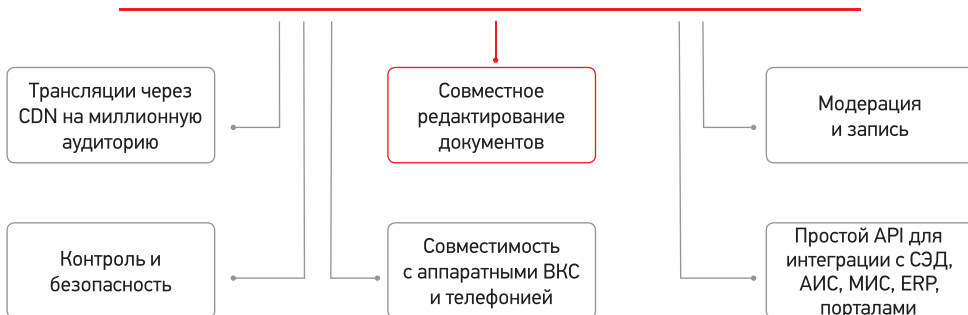 Трансляции через
CDN на миллионную
аудиторию
Совместное
редактирование
документов
Модерация
и запись
Контроль и
безопасность
Совместимость
с аппаратными ВКС
и телефонией
Простой API для
интеграции с СЭД,
АИС, МИС, ERP,
порталами